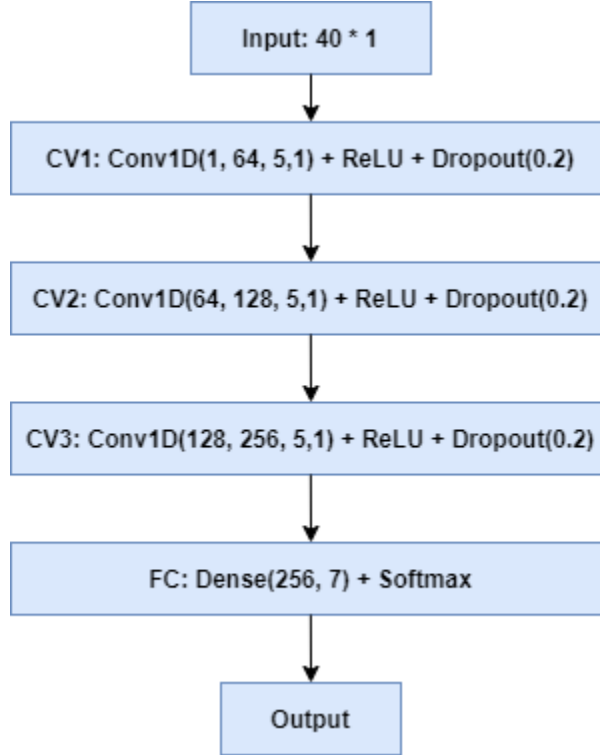 Input: 40 * 1
CV1: Conv1D(1, 64, 5,1) + ReLU + Dropout(0.2)
CV2: Conv1D(64, 128, 5,1) + ReLU + Dropout(0.2)
CV3: Conv1D(128, 256, 5,1) + ReLU + Dropout(0.2)
FC: Dense(256, 7) + Softmax
Output